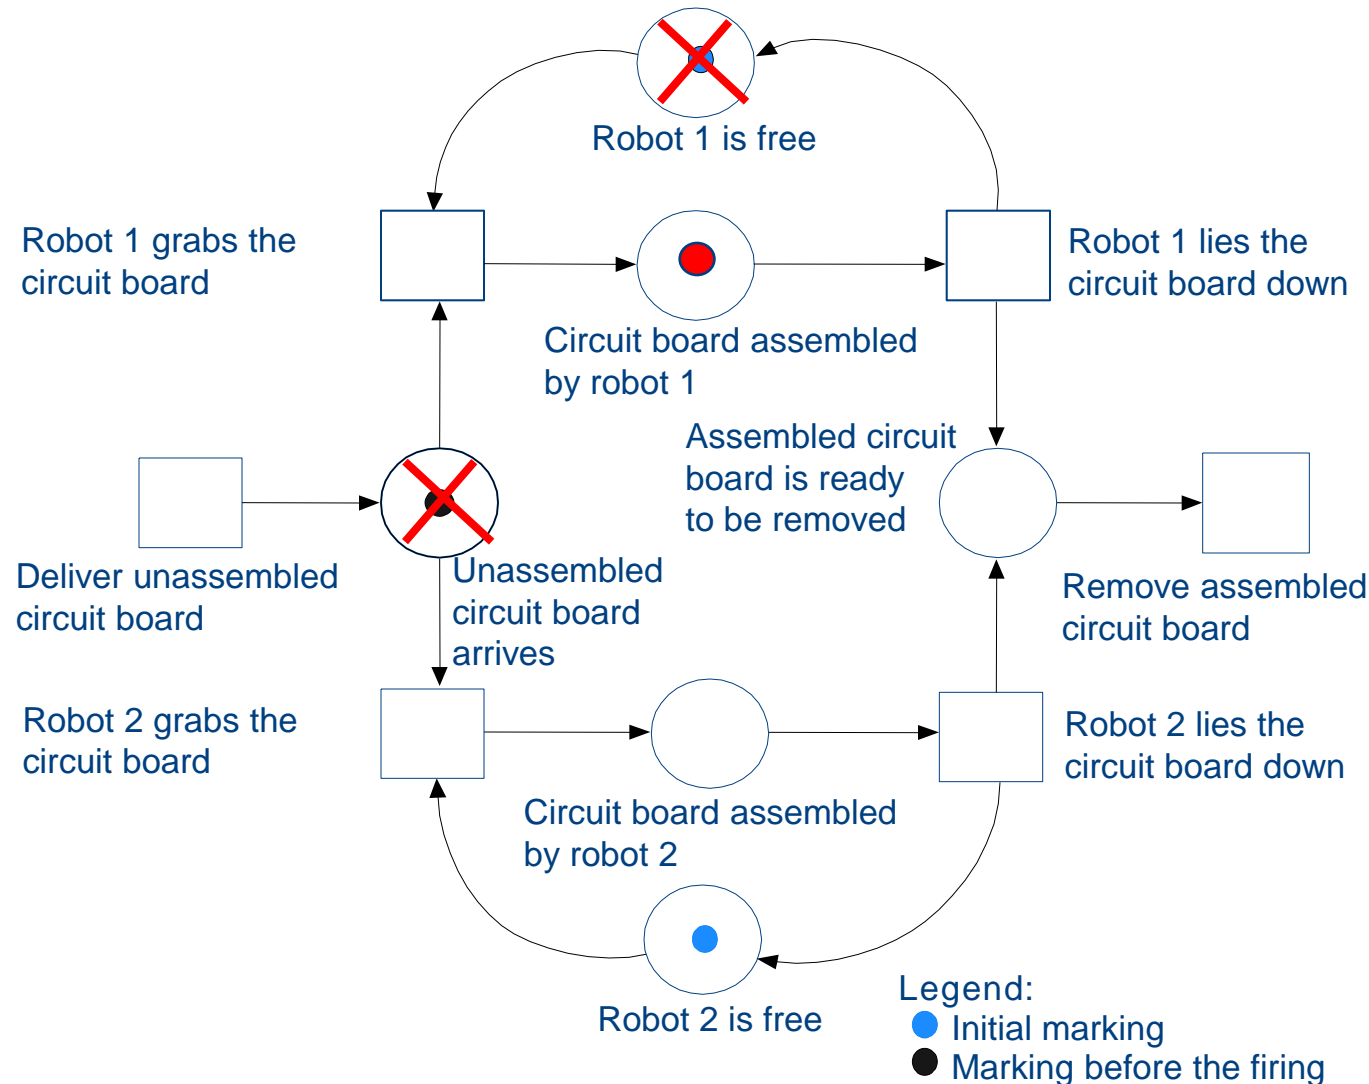 Robot 1 is free
Robot 1 grabs the
circuit board
Robot 1 lies the
circuit board down
Circuit board assembled
by robot 1
Assembled circuit
board is ready
to be removed
Deliver unassembled
circuit board
Unassembled
circuit board
arrives
Remove assembled
circuit board
Robot 2 grabs the
circuit board
Robot 2 lies the
circuit board down
Circuit board assembled
by robot 2
Robot 2 is free
Legend:
Initial marking
Marking before the firing